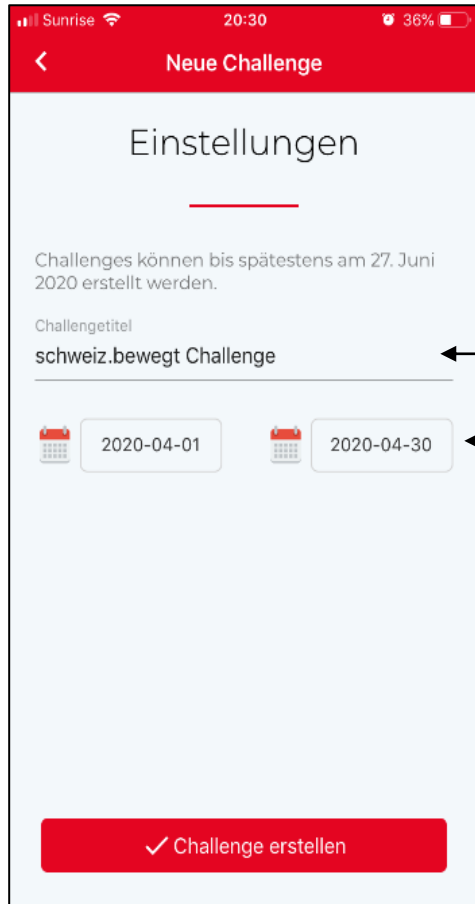 Sunrise 20:30 36%
Neue Challenge
Einstellungen
Challenges können bis spätestens am 27. Juni
2020 erstellt werden.
Challengetitel
schweiz.bewegt Challenge
2020-04-01 2020-04-30
Challenge erstellen